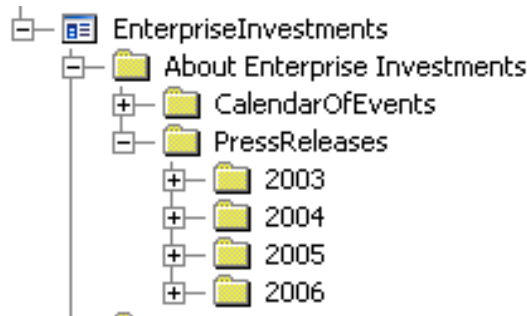 EnterpriseInvestments
About Enterprise Investments
CalendarOfEvents
PressReleases
2003
2004
2005
2006